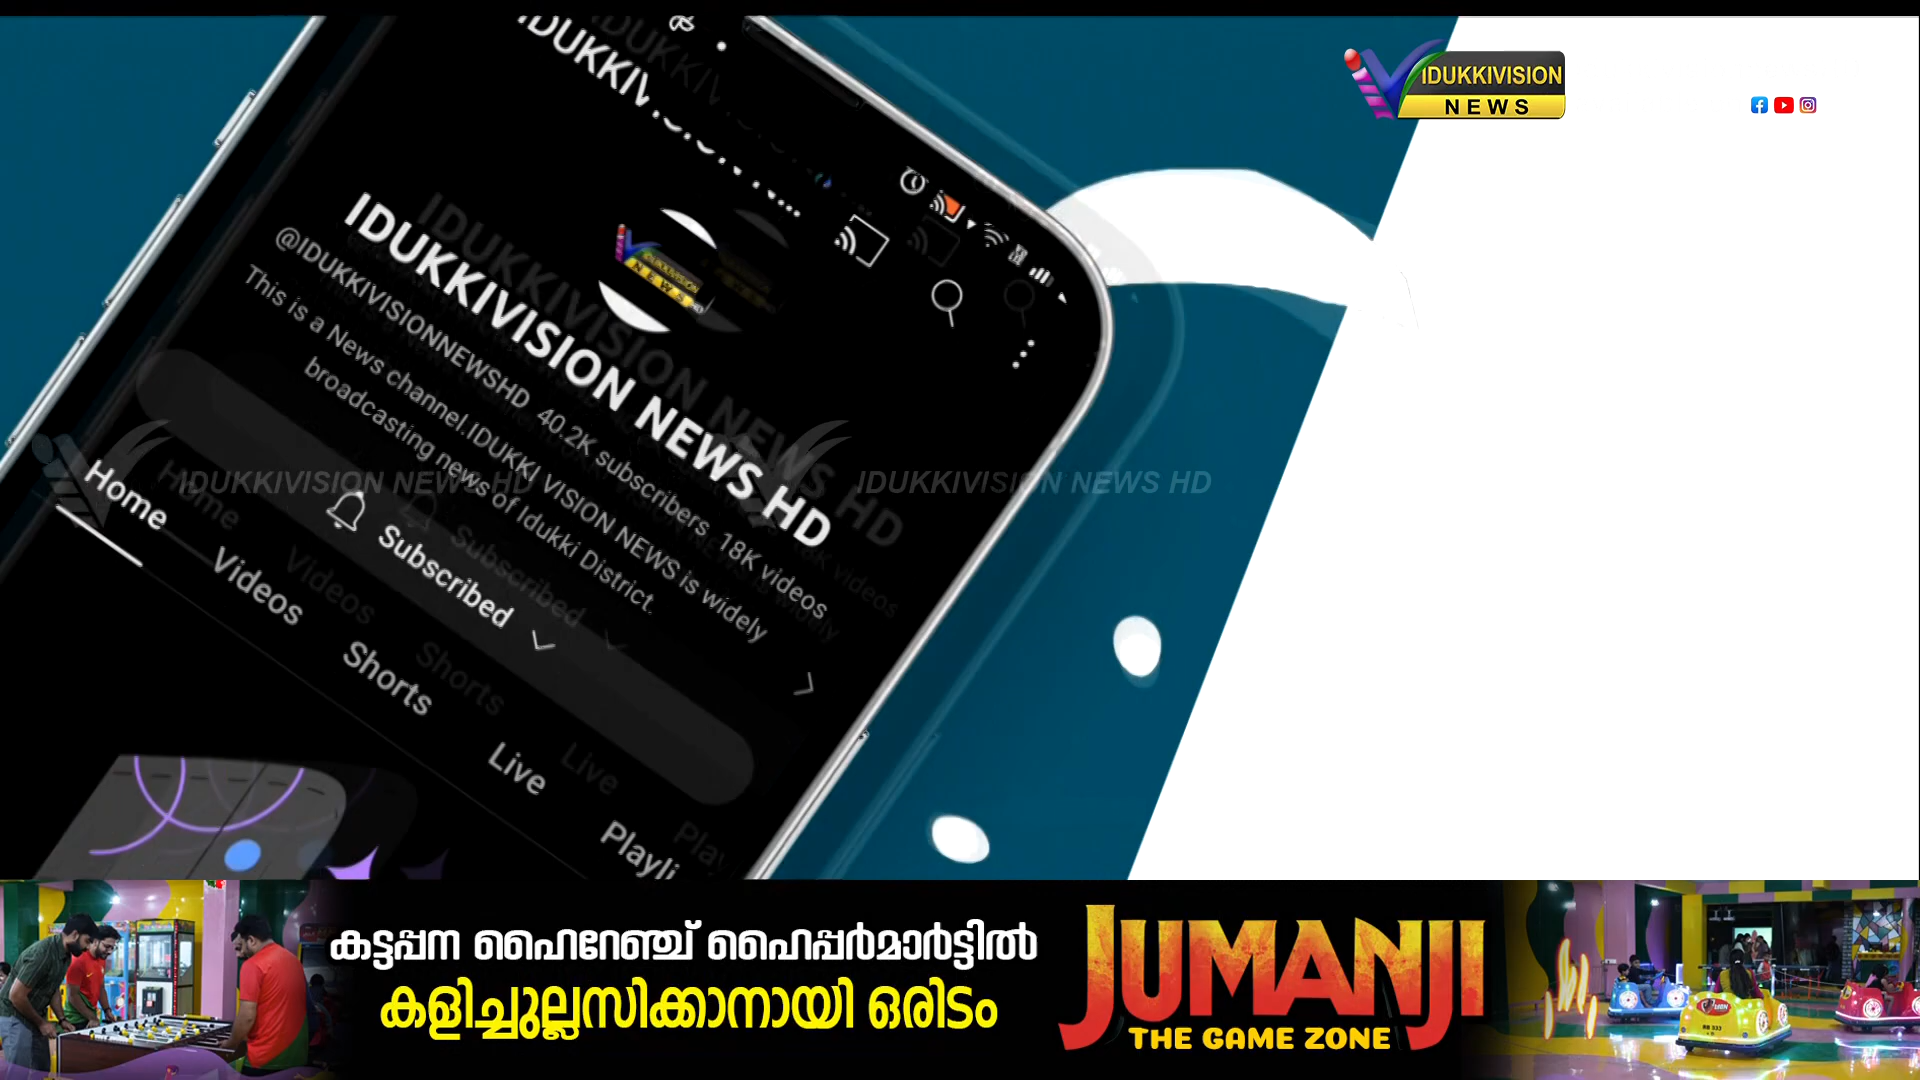 IDUKKIVISION
NEWS
IDUKKIVISION NEWS HD
@IDUKKIVISIONNEWSHD 40.2K subscribers 18K videos
This is a News channel.IDUKKI VISION NEWS is widely
broadcasting news of Idukki District.
Subscribed
Home Videos Shorts Live Playli
IDUKKIVISION NEWS HD
IDUKKIVISION NEWS HD
കട്ടപ്പന ഹൈറേഞ്ച് ഹൈപ്പർമാർട്ടിൽ
കളിച്ചുല്ലസിക്കാനായി ഒരിടം
JUMANJI
THE GAME ZONE